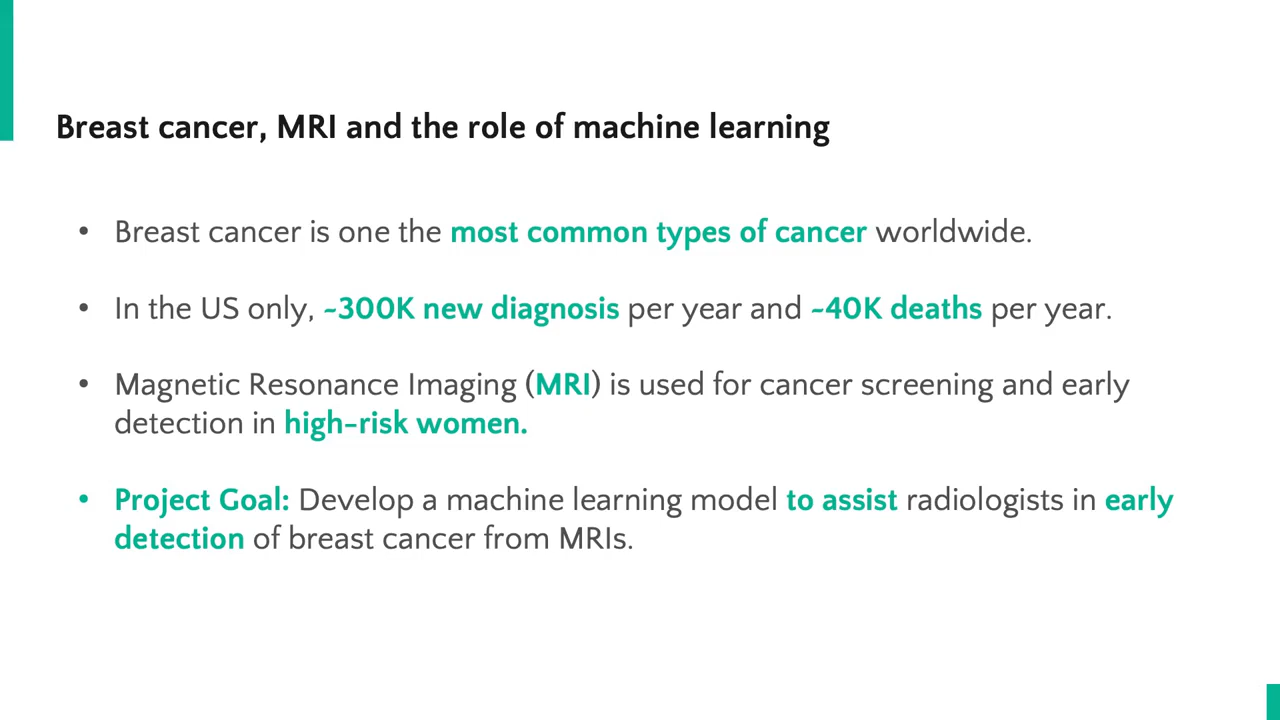 Breast cancer, MRI and the role of machine learning
• Breast cancer is one the most common types of cancer worldwide.
• In the US only, ~300K new diagnosis per year and ~40K deaths per year.
• Magnetic Resonance Imaging (MRI) is used for cancer screening and early
detection in high-risk women.
• Project Goal: Develop a machine learning model to assist radiologists in early
detection of breast cancer from MRIs.